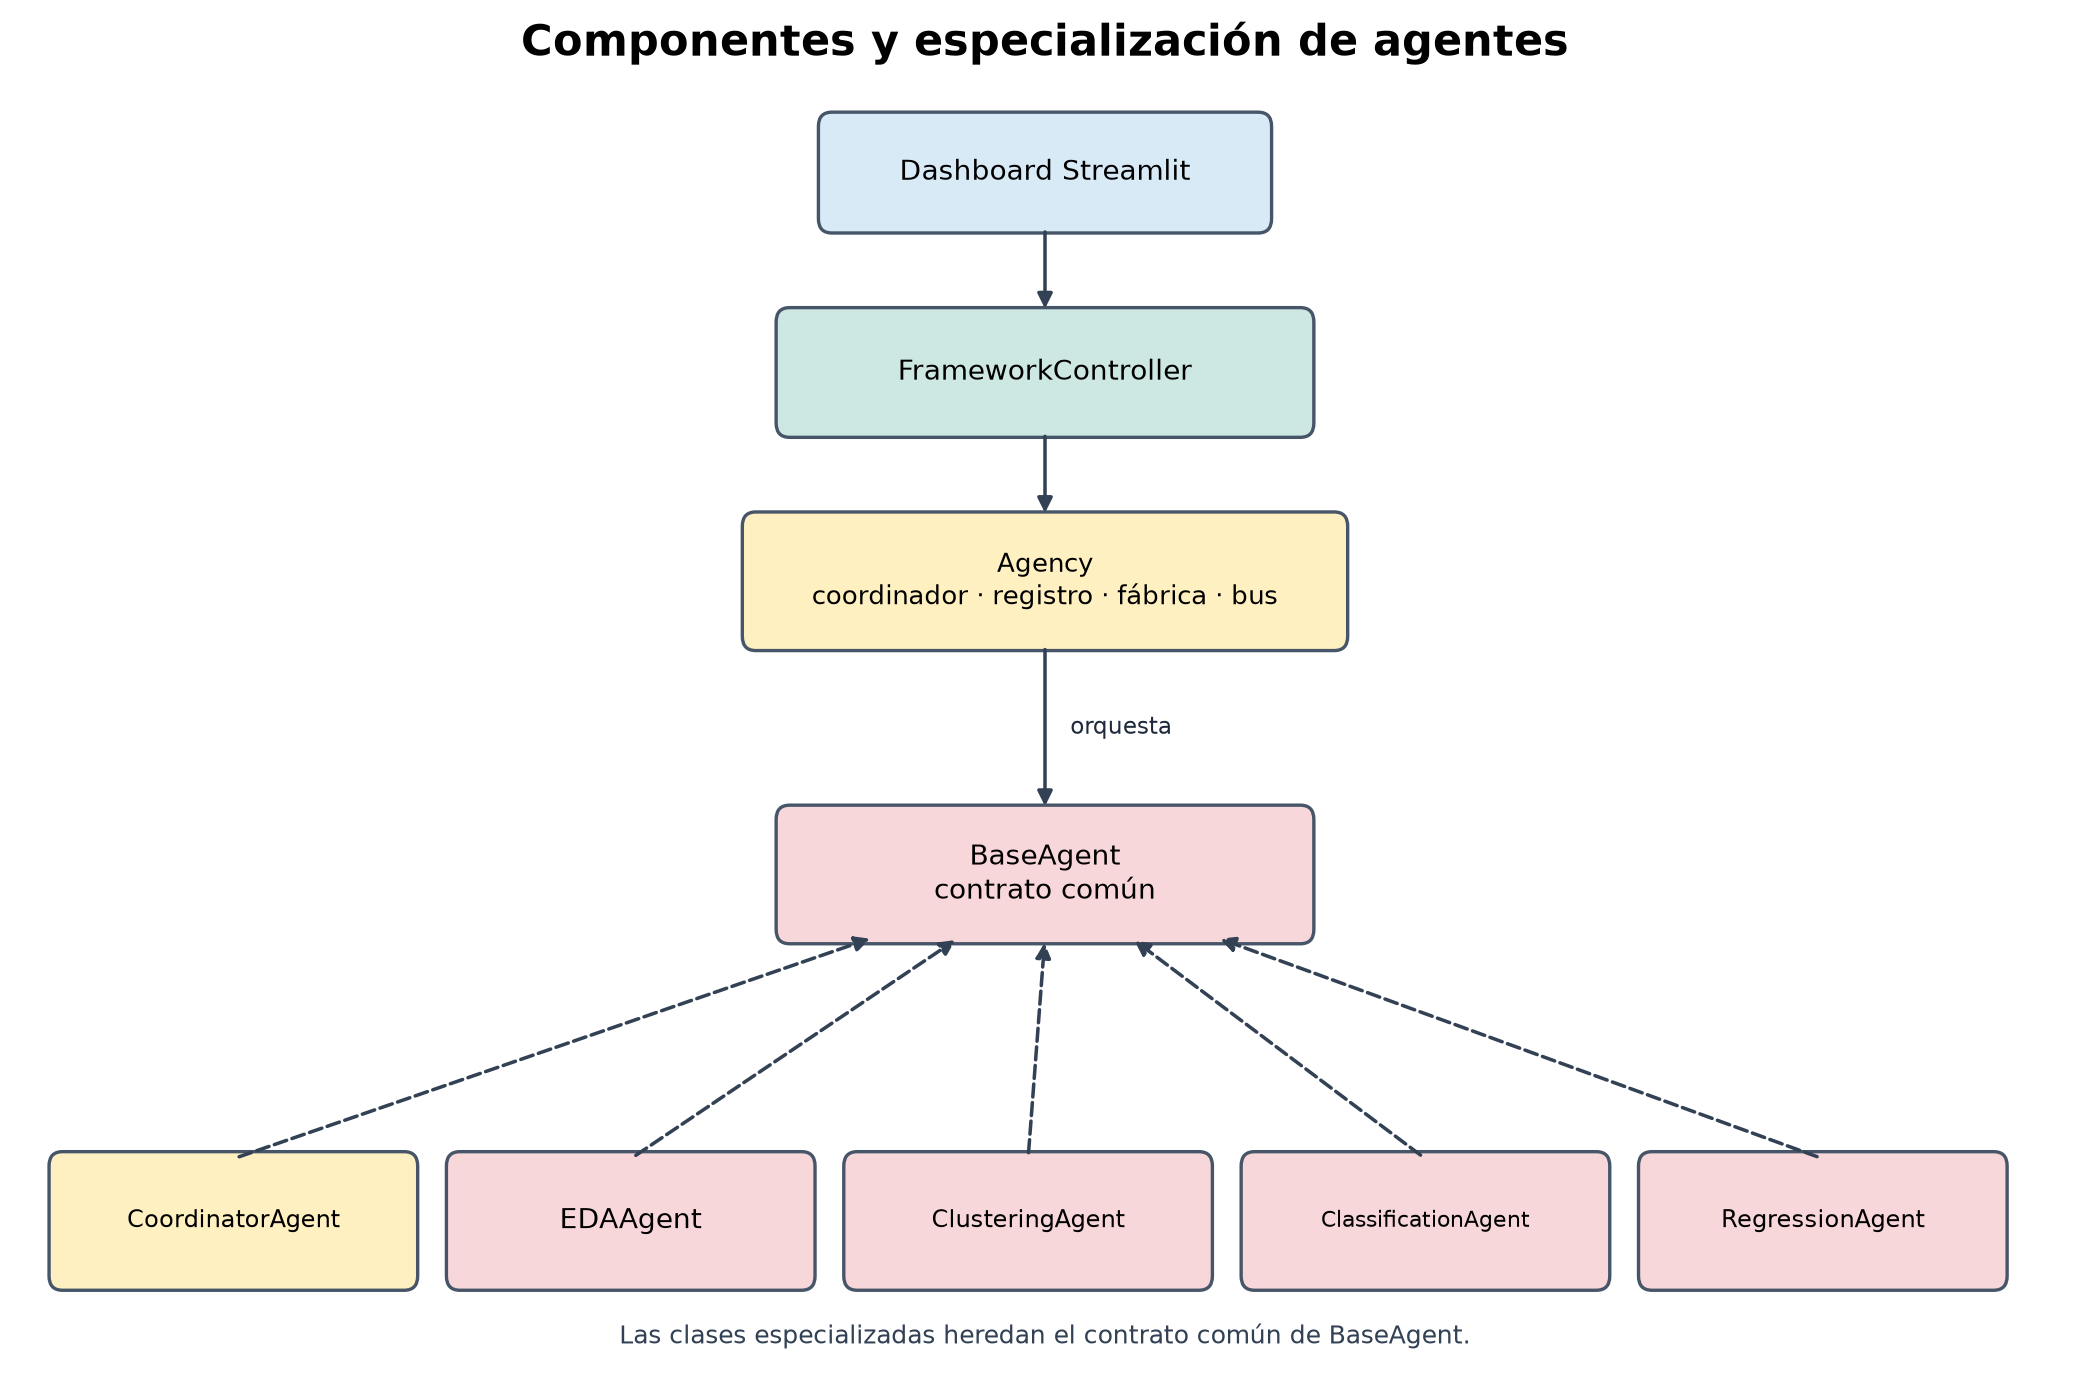 Componentes y especialización de agentes
Dashboard Streamlit
FrameworkController
Agency
coordinador · registro · fábrica · bus
orquesta
BaseAgent
contrato común
CoordinatorAgent
EDAAgent
ClusteringAgent
ClassificationAgent
RegressionAgent
Las clases especializadas heredan el contrato común de BaseAgent.